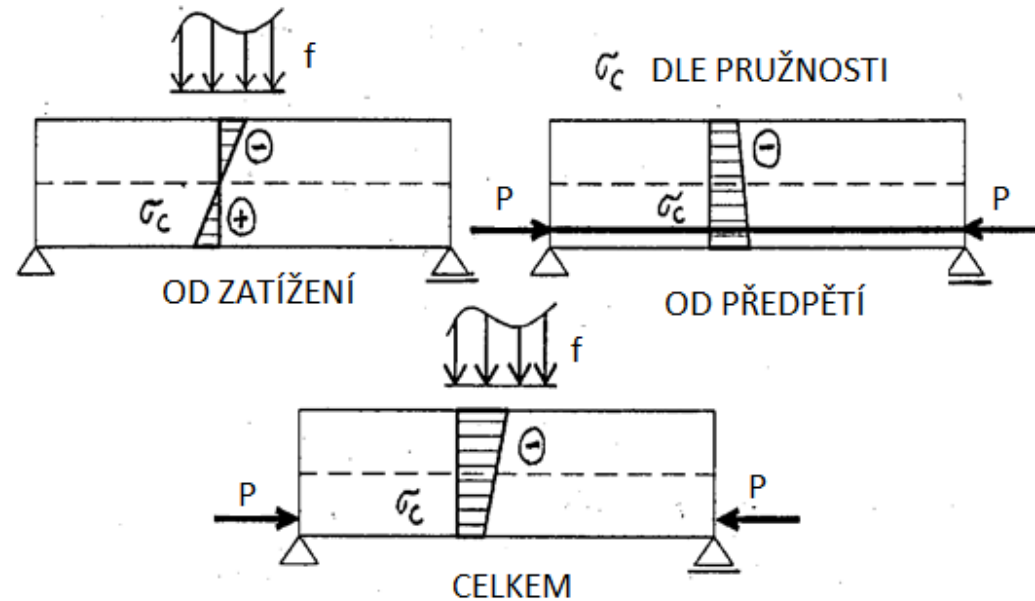 f
σc DLE PRUŽNOSTI
⊖
σc
⊕
⊖
σc
P
P
OD ZATÍŽENÍ
OD PŘEDPĚTÍ
f
⊖
σc
P
P
CELKEM